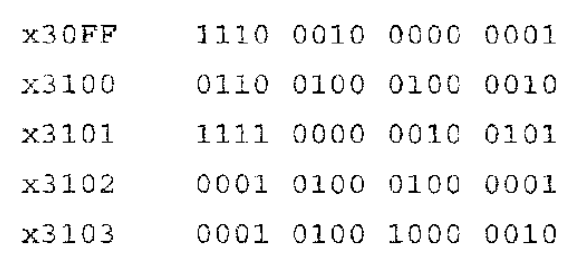 x30FF 1110 0010 0000 0001
x3100 0110 0100 0100 0010
x3101 1111 0000 0010 0101
x3102 0001 0100 0100 0001
x3103 0001 0100 1000 0010